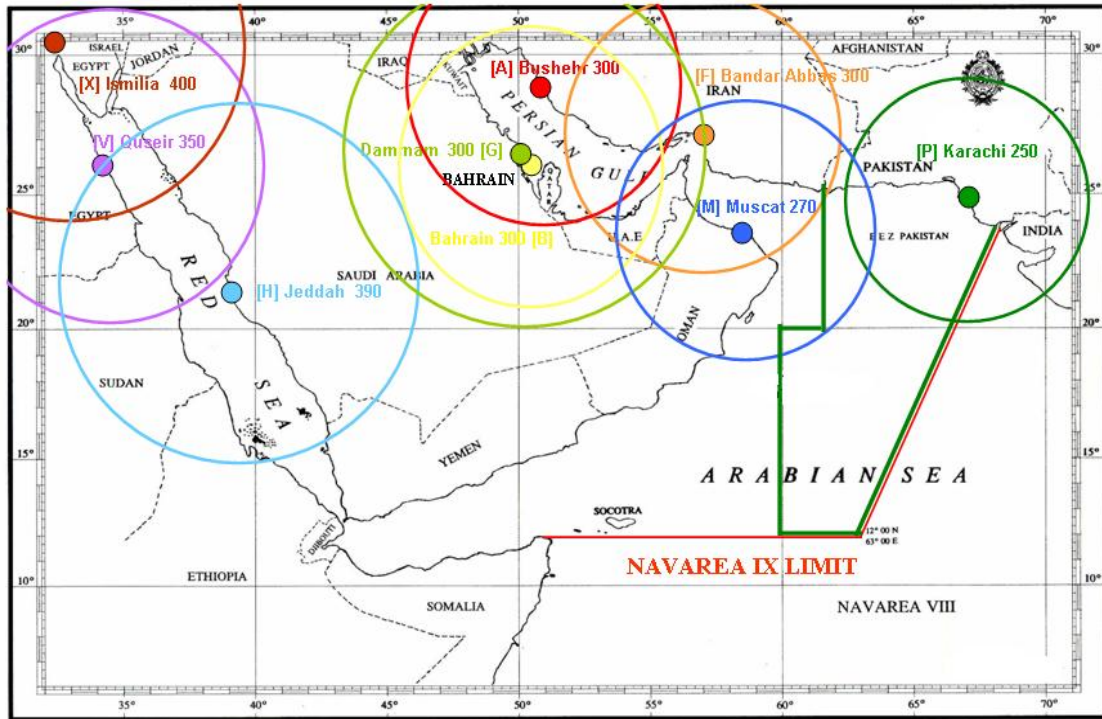 35° 40° 45° 50° 55° 60° 65° 70°
30°
ISRAEL
JORDAN
EGYPT
[X] Ismilia 400
IRAQ
KUWAIT
[A] Bushehr 300
[F] Bandar Abbas 300
IRAN
AFGHANISTAN
30°
PERSIAN GULF
[V] Quseir 350
Dammam 300 [G]
BAHRAIN
QATAR
[P] Karachi 250
PAKISTAN
25°
EGYPT
[M] Muscat 270
Bahrain 300 [B]
U.A.E
E E Z PAKISTAN
INDIA
25°
RED SEA
[H] Jeddah 390
SAUDI ARABIA
OMAN
20°
20°
SUDAN
YEMEN
15°
15°
ARABIAN SEA
SOCOTRA
DJIBOUTI
12° 00 N
63° 00 E
ETHIOPIA
NAVAREA IX LIMIT
10°
10°
SOMALIA
NAVAREA VIII
35° 40° 45° 50° 55° 60° 65° 70°